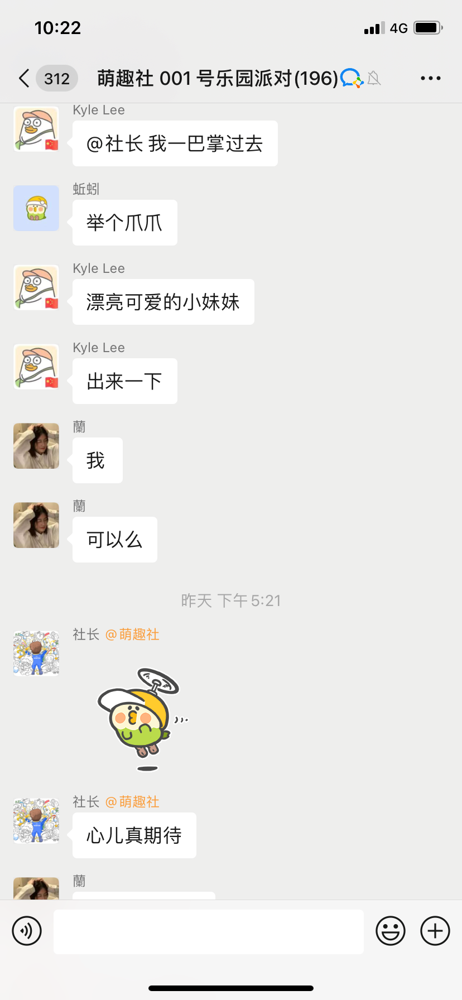 10:22
4G
312
萌趣社 001 号乐园派对(196)
Kyle Lee
@社长 我一巴掌过去
蚯蚓
举个爪爪
Kyle Lee
漂亮可爱的小妹妹
Kyle Lee
出来一下
蘭
我
蘭
可以么
昨天 下午 5:21
社长 @萌趣社
社长 @萌趣社
心儿真期待
蘭